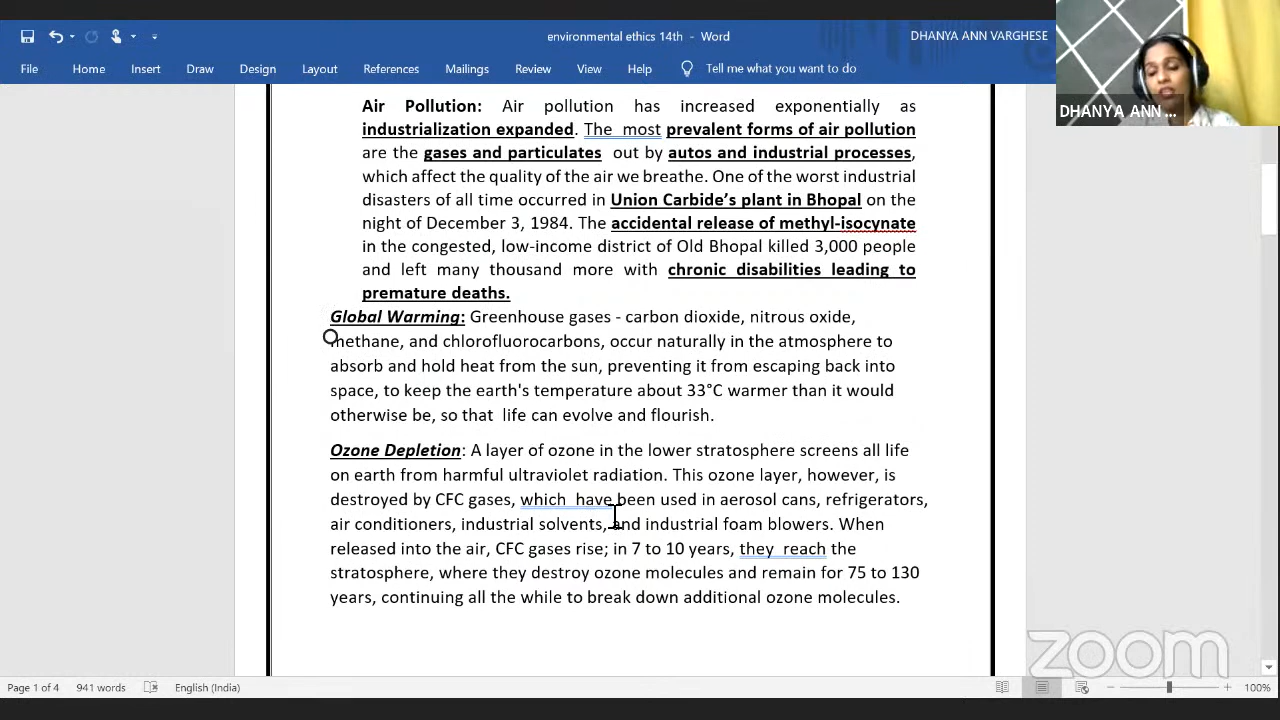 environmental ethics 14th - Word
DHANYA ANN VARGHESE
File Home Insert Draw Design Layout References Mailings Review View Help Tell me what you want to do
DHANYA ANN ...
Air Pollution: Air pollution has increased exponentially as
industrialization expanded. The most prevalent forms of air pollution
are the gases and particulates out by autos and industrial processes,
which affect the quality of the air we breathe. One of the worst industrial
disasters of all time occurred in Union Carbide's plant in Bhopal on the
night of December 3, 1984. The accidental release of methyl-isocynate
in the congested, low-income district of Old Bhopal killed 3,000 people
and left many thousand more with chronic disabilities leading to
premature deaths.
Global Warming: Greenhouse gases - carbon dioxide, nitrous oxide,
methane, and chlorofluorocarbons, occur naturally in the atmosphere to
absorb and hold heat from the sun, preventing it from escaping back into
space, to keep the earth's temperature about 33°C warmer than it would
otherwise be, so that life can evolve and flourish.
Ozone Depletion: A layer of ozone in the lower stratosphere screens all life
on earth from harmful ultraviolet radiation. This ozone layer, however, is
destroyed by CFC gases, which have been used in aerosol cans, refrigerators,
air conditioners, industrial solvents, and industrial foam blowers. When
released into the air, CFC gases rise; in 7 to 10 years, they reach the
stratosphere, where they destroy ozone molecules and remain for 75 to 130
years, continuing all the while to break down additional ozone molecules.
zoom
Page 1 of 4 941 words English (India) 100%